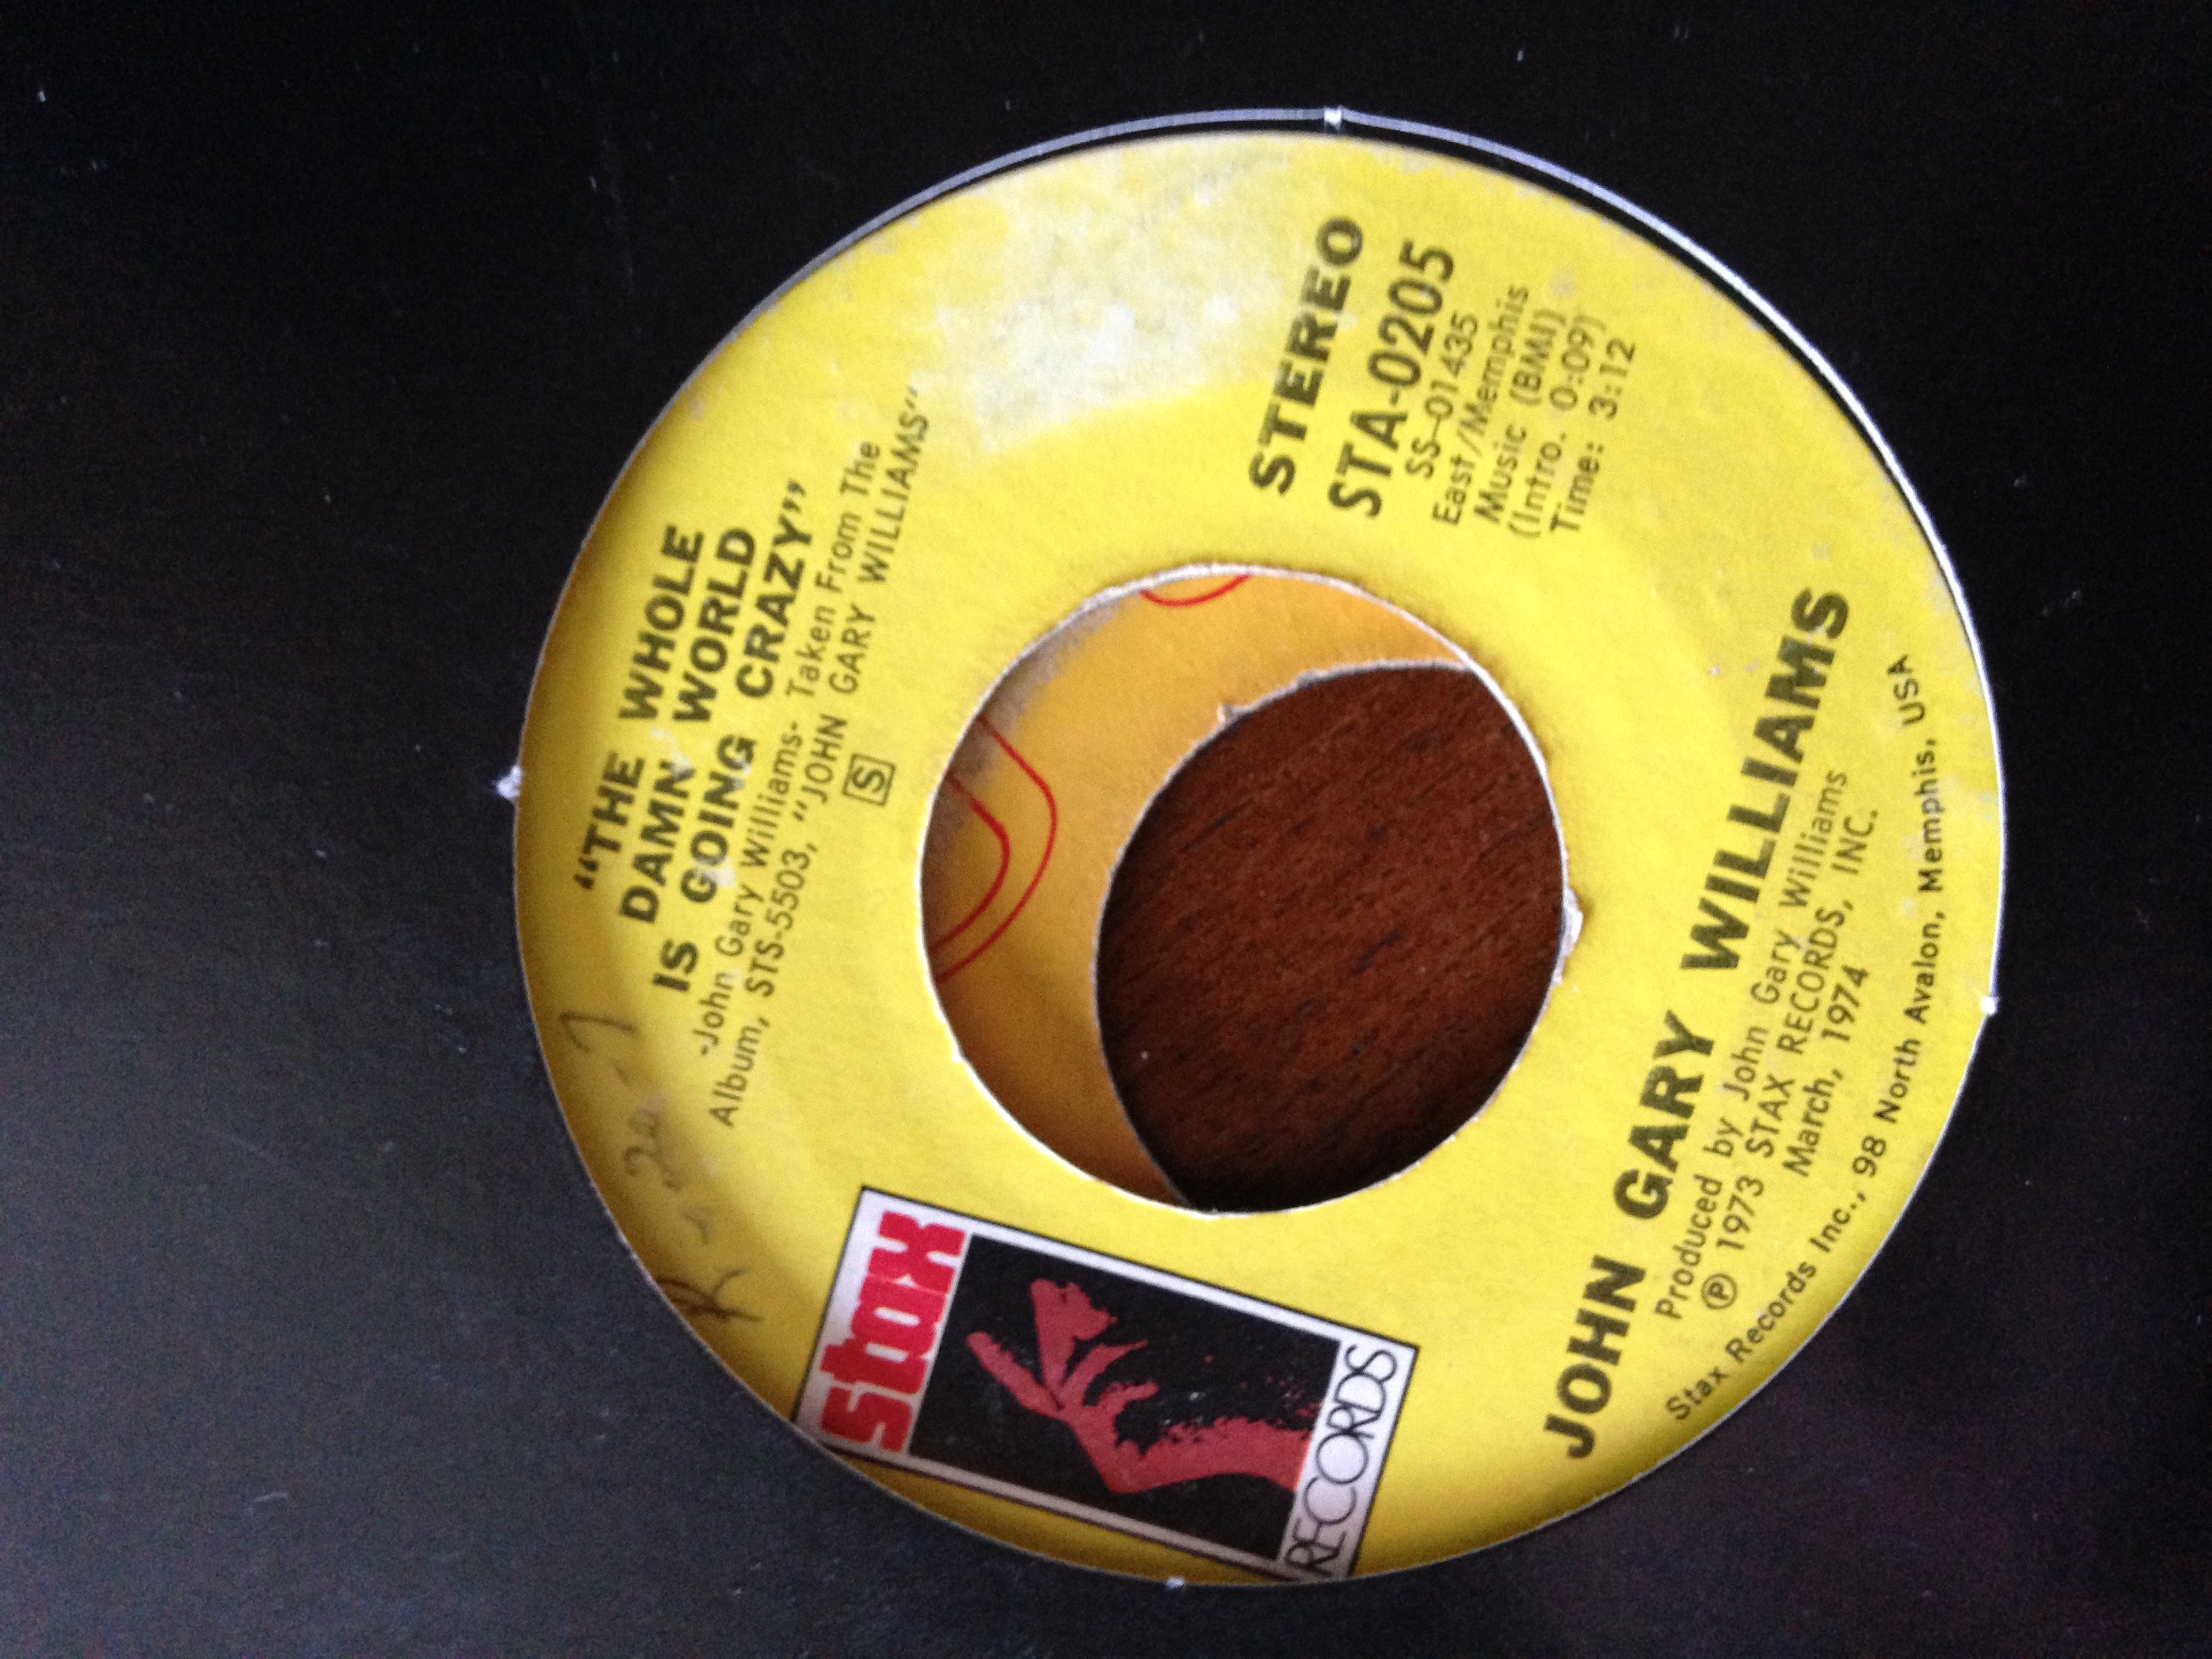 R-20-7
"THE WHOLE
DAMN WORLD
IS GOING CRAZY"
-John Gary Williams- Taken From The
Album, STS-5503, "JOHN GARY WILLIAMS"
S
stax
RECORDS
STEREO
STA-0205
SS-01435
East/Memphis
Music (BMI)
(Intro. 0:09)
Time: 3:12
JOHN GARY WILLIAMS
Produced by John Gary Williams
Ⓟ 1973 STAX RECORDS, INC.
March, 1974
Stax Records Inc., 98 North Avalon, Memphis, USA